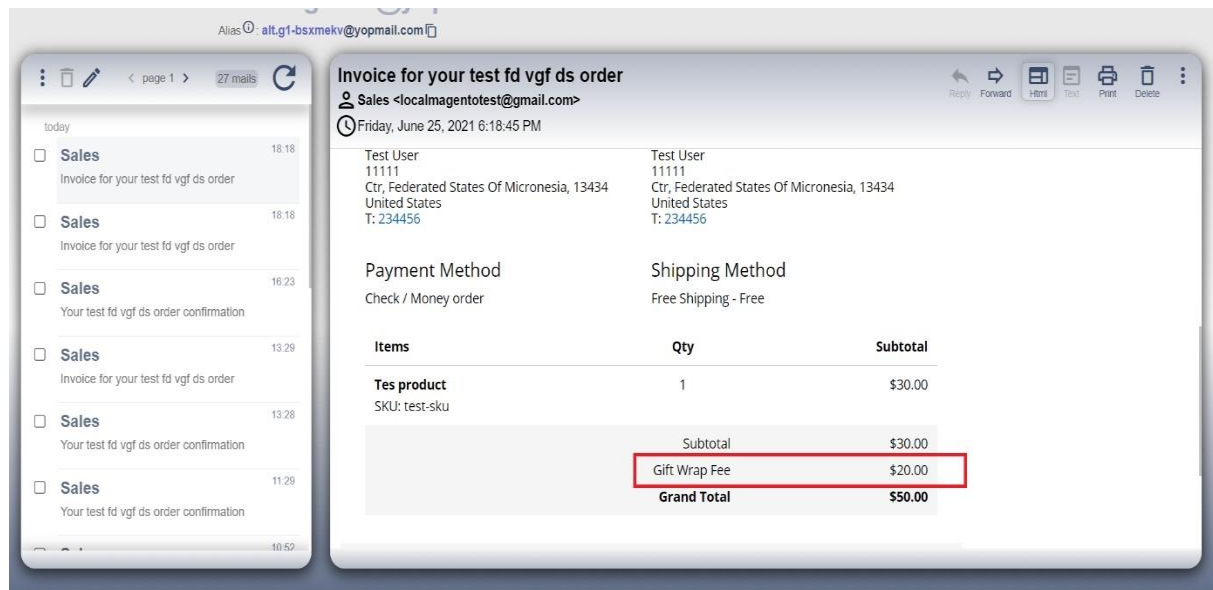 Alias : alt.g1-bsxmekv@yopmail.com
page 1
27 mails
today
Sales 18:18
Invoice for your test fd vgf ds order
Sales 18:18
Invoice for your test fd vgf ds order
Sales 16:23
Your test fd vgf ds order confirmation
Sales 13:29
Invoice for your test fd vgf ds order
Sales 13:28
Your test fd vgf ds order confirmation
Sales 11:29
Your test fd vgf ds order confirmation
10:52
Invoice for your test fd vgf ds order
Sales <localmagentotest@gmail.com>
Friday, June 25, 2021 6:18:45 PM
Reply Forward Html Text Print Delete
Test User Test User
11111 11111
Ctr, Federated States Of Micronesia, 13434 Ctr, Federated States Of Micronesia, 13434
United States United States
T: 234456 T: 234456
Payment Method Shipping Method
Check / Money order Free Shipping - Free
Items Qty Subtotal
Tes product 1 $30.00
SKU: test-sku
Subtotal $30.00
Gift Wrap Fee $20.00
Grand Total $50.00